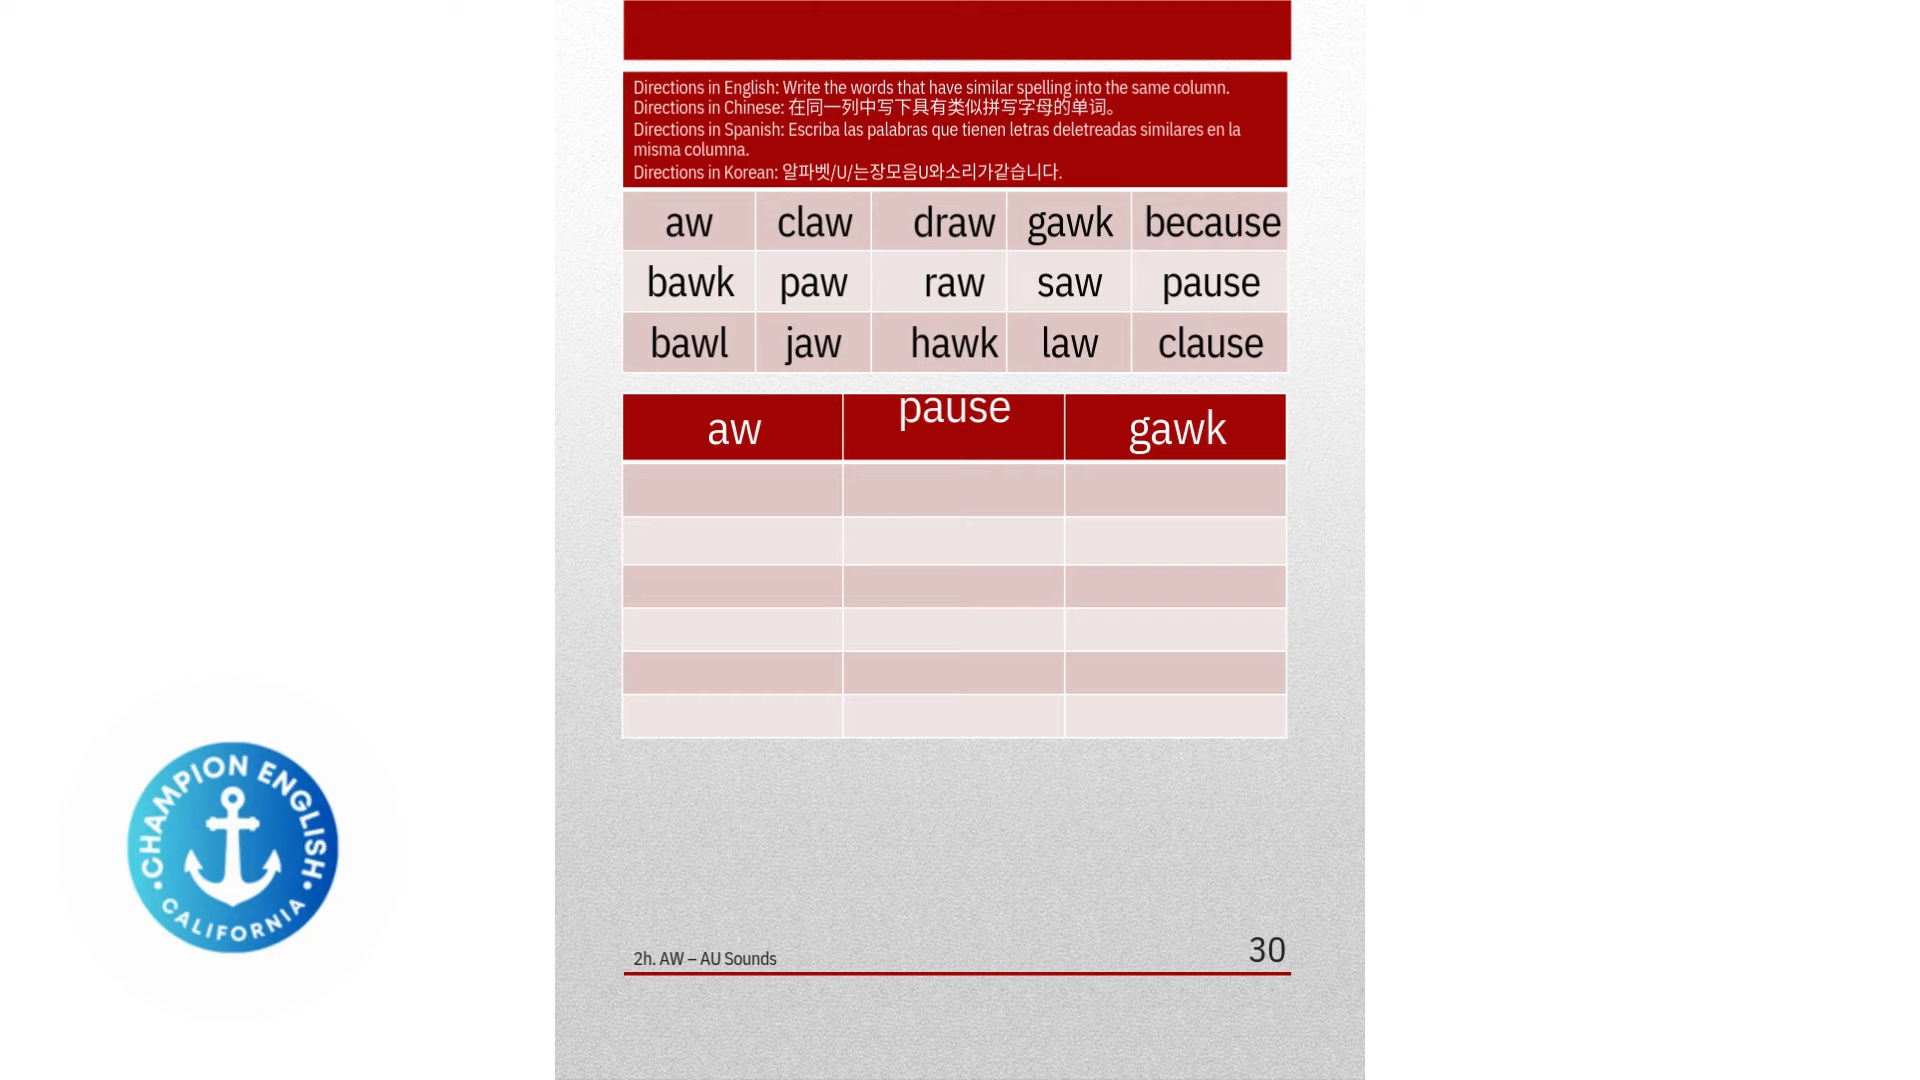 Directions in English: Write the words that have similar spelling into the same column.
Directions in Chinese: 在同一列中写下具有类似拼写字母的单词。
Directions in Spanish: Escriba las palabras que tienen letras deletreadas similares en la
misma columna.
Directions in Korean: 알파벳/U/는장모음U와소리가같습니다.
aw claw draw gawk because
bawk paw raw saw pause
bawl jaw hawk law clause
aw pause gawk
CHAMPION ENGLISH
CALIFORNIA
2h. AW – AU Sounds
30